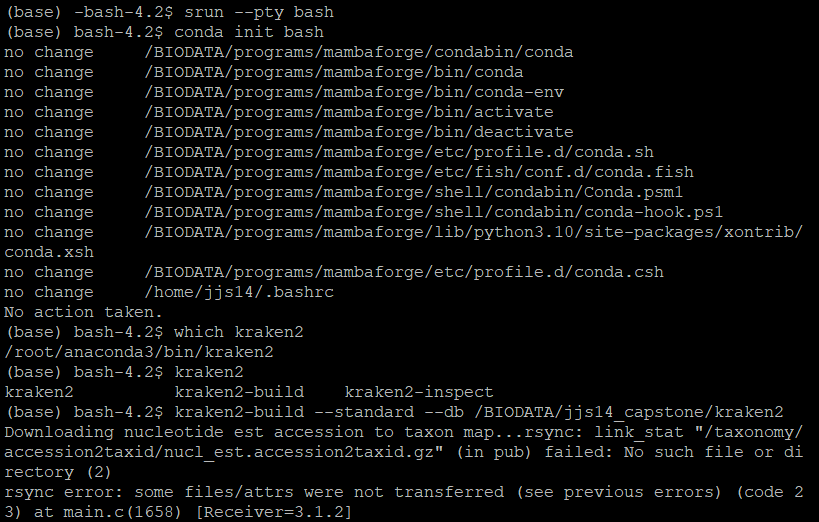 (base) -bash-4.2$ srun --pty bash
(base) bash-4.2$ conda init bash
no change     /BIODATA/programs/mambaforge/condabin/conda
no change     /BIODATA/programs/mambaforge/bin/conda
no change     /BIODATA/programs/mambaforge/bin/conda-env
no change     /BIODATA/programs/mambaforge/bin/activate
no change     /BIODATA/programs/mambaforge/bin/deactivate
no change     /BIODATA/programs/mambaforge/etc/profile.d/conda.sh
no change     /BIODATA/programs/mambaforge/etc/fish/conf.d/conda.fish
no change     /BIODATA/programs/mambaforge/shell/condabin/Conda.psm1
no change     /BIODATA/programs/mambaforge/shell/condabin/conda-hook.ps1
no change     /BIODATA/programs/mambaforge/lib/python3.10/site-packages/xontrib/
conda.xsh
no change     /BIODATA/programs/mambaforge/etc/profile.d/conda.csh
no change     /home/jjs14/.bashrc
No action taken.
(base) bash-4.2$ which kraken2
/root/anaconda3/bin/kraken2
(base) bash-4.2$ kraken2
kraken2          kraken2-build    kraken2-inspect
(base) bash-4.2$ kraken2-build --standard --db /BIODATA/jjs14_capstone/kraken2
Downloading nucleotide est accession to taxon map...rsync: link_stat "/taxonomy/
accession2taxid/nucl_est.accession2taxid.gz" (in pub) failed: No such file or di
rectory (2)
rsync error: some files/attrs were not transferred (see previous errors) (code 2
3) at main.c(1658) [Receiver=3.1.2]